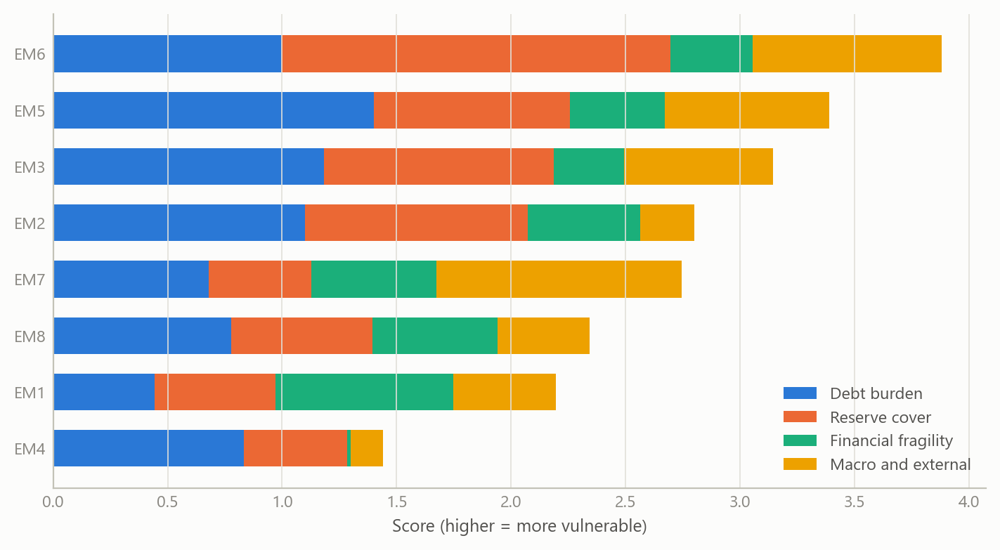 EM6
EM5
EM3
EM2
EM7
EM8
EM1
EM4
Debt burden
Reserve cover
Financial fragility
Macro and external
0.0 0.5 1.0 1.5 2.0 2.5 3.0 3.5 4.0
Score (higher = more vulnerable)